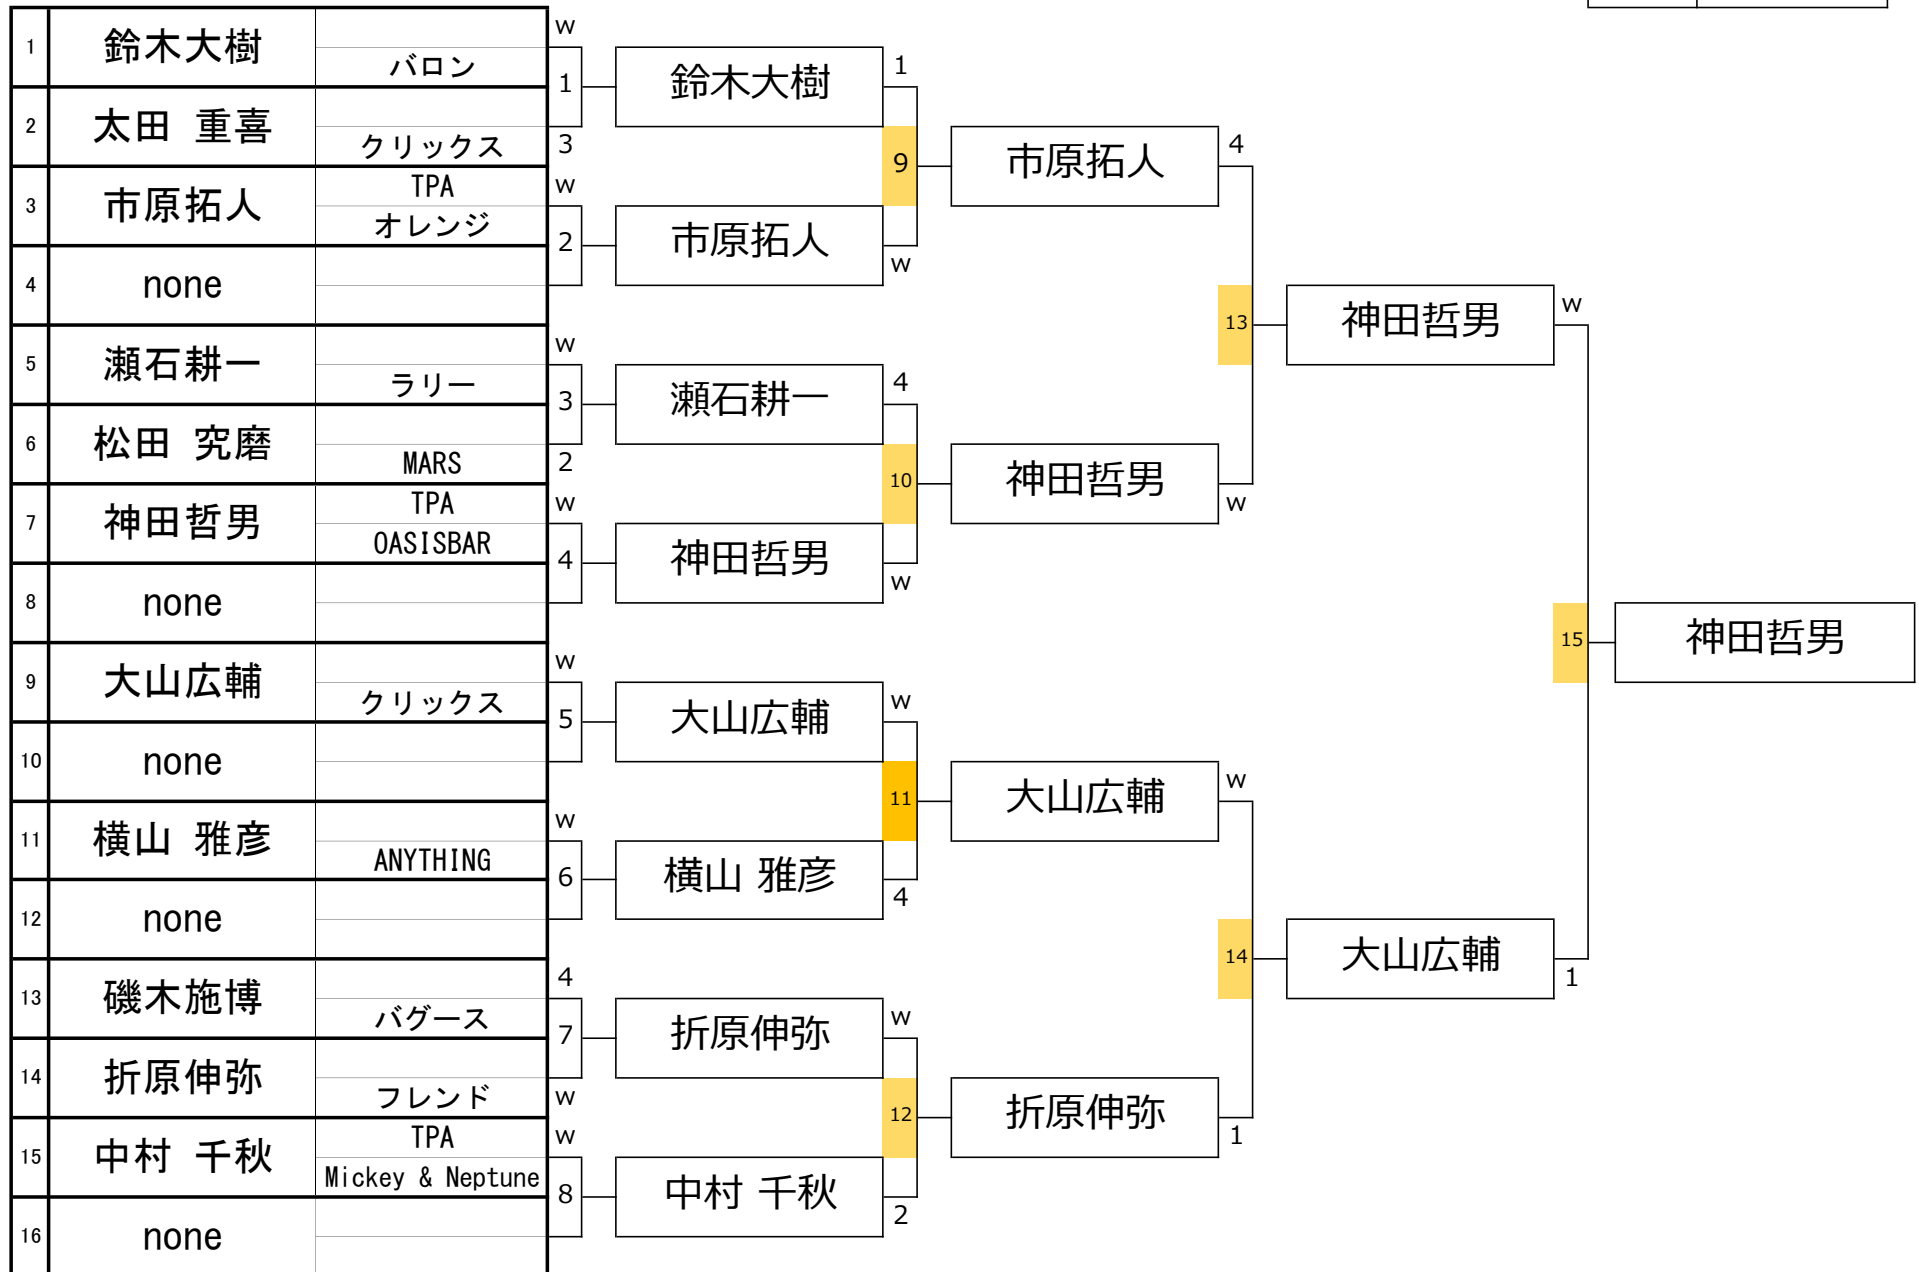 1 鈴木大樹 バロン
2 太田 重喜 クリックス
3 市原拓人 TPA オレンジ
4 none
5 瀬石耕一 ラリー
6 松田 究磨 MARS
7 神田哲男 TPA OASISBAR
8 none
9 大山広輔 クリックス
10 none
11 横山 雅彦 ANYTHING
12 none
13 磯木施博 バグース
14 折原伸弥 フレンド
15 中村 千秋 TPA Mickey & Neptune
16 none
w
1
3
w
2
w
3
2
w
4
w
5
w
6
4
7
w
w
8
鈴木大樹 1
9
市原拓人 w
瀬石耕一 4
10
神田哲男 w
大山広輔 w
11
横山 雅彦 4
折原伸弥 w
12
中村 千秋 2
市原拓人 4
13
神田哲男 w
大山広輔 w
14
折原伸弥 1
神田哲男 w
15
大山広輔 1
神田哲男